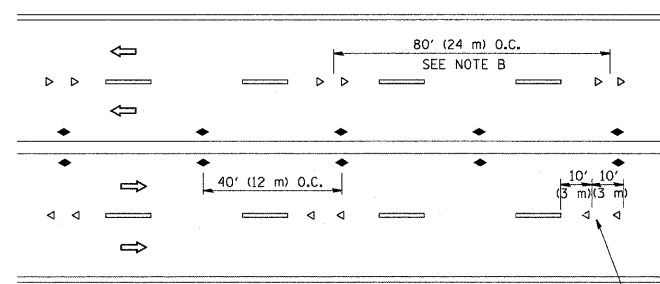 80' (24 m) O.C.
SEE NOTE B
40' (12 m) O.C.
10' 10'
(3 m)(3 m)